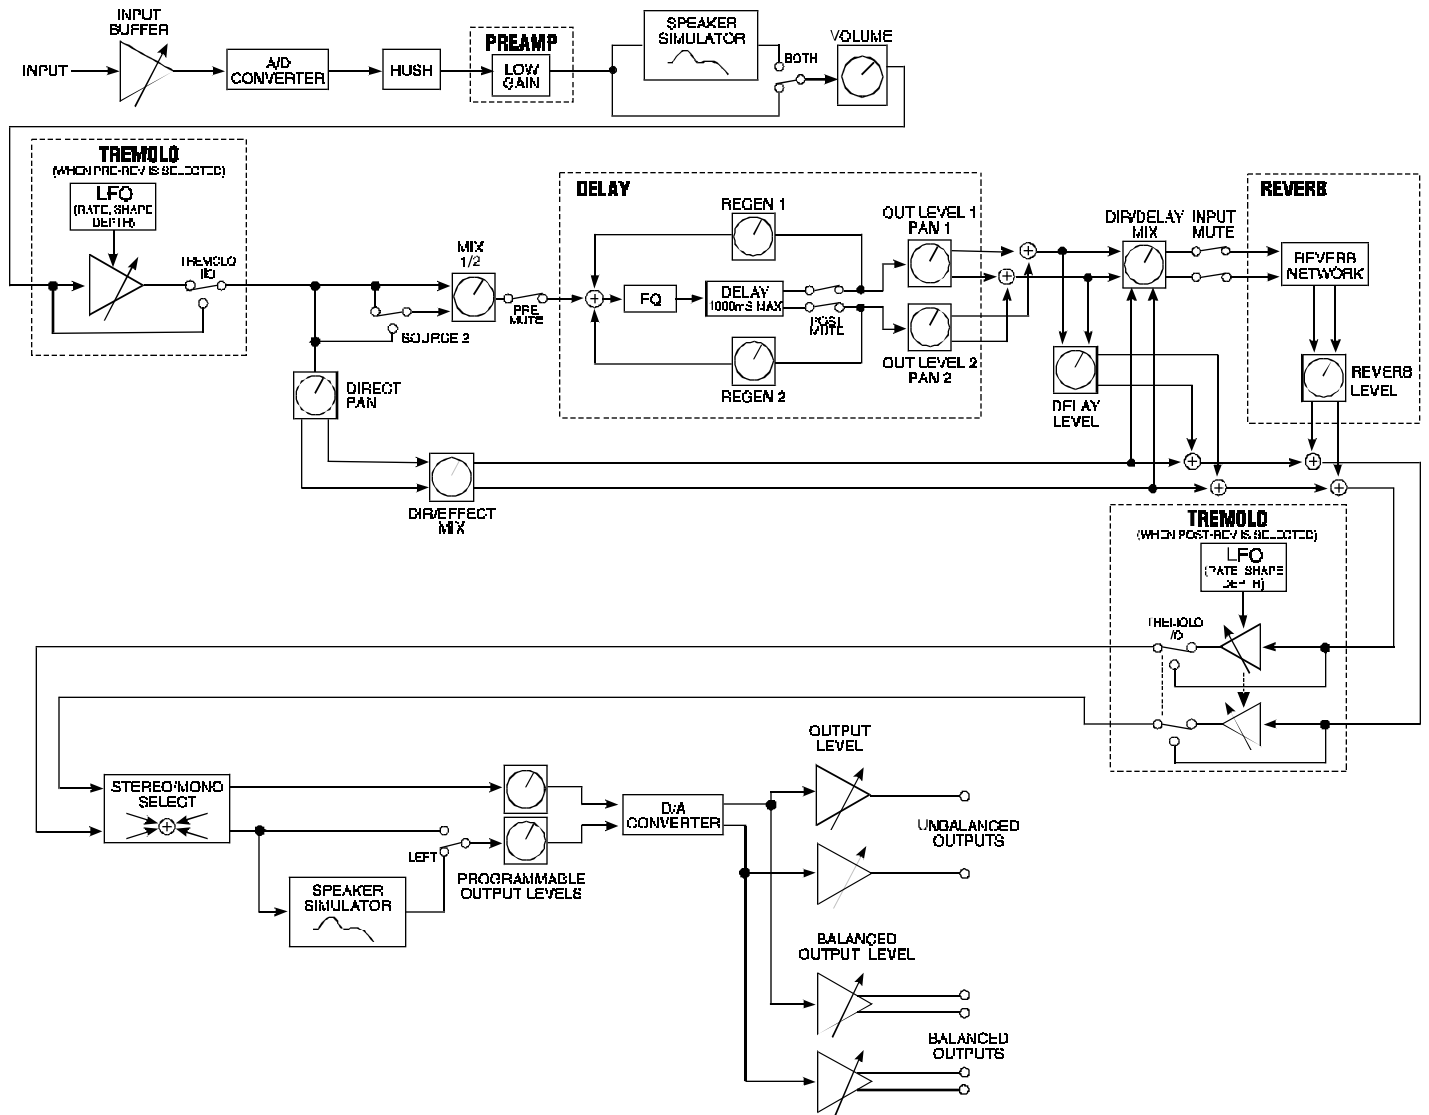 INPUT
BUFFER
INPUT
A/D
CONVERTER
HUSH
PREAMP
LOW
GAIN
SPEAKER
SIMULATOR
BOTH
VOLUME
TREMOLO
(WHEN PRE-REV IS SELECTED)
LFO
(RATE, SHAPE
DEPTH)
TREMOLO
I/O
MIX
1/2
SOURCE 2
PRE
MUTE
DIRECT
PAN
DIR/EFFECT
MIX
DELAY
REGEN 1
EQ
DELAY
1000mS MAX
POST
MUTE
REGEN 2
OUT LEVEL 1
PAN 1
OUT LEVEL 2
PAN 2
DIR/DELAY
MIX
INPUT
MUTE
DELAY
LEVEL
REVERB
REVERB
NETWORK
REVERB
LEVEL
TREMOLO
(WHEN POST-REV IS SELECTED)
LFO
(RATE, SHAPE
DEPTH)
TREMOLO
I/O
STEREO/MONO
SELECT
LEFT
SPEAKER
SIMULATOR
PROGRAMMABLE
OUTPUT LEVELS
D/A
CONVERTER
OUTPUT
LEVEL
UNBALANCED
OUTPUTS
BALANCED
OUTPUT LEVEL
BALANCED
OUTPUTS